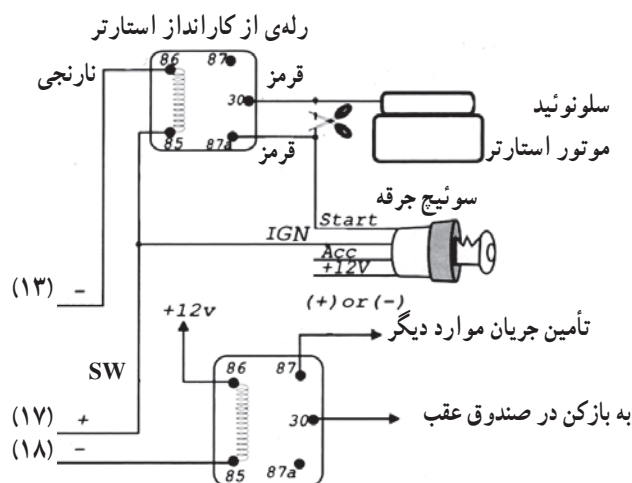 رله‌ی از کارانداز استارتر
86
87
نارنجی
قرمز
30
سلونوئید
85
87a
قرمز
موتور استارتر
سوئیچ جرقه
Start
IGN
Acc
+12V
(۱۳) −
(+) or (−)
+12v
تأمین جریان موارد دیگر
86
87
SW
30
به بازکن در صندوق عقب
(۱۷) +
(۱۸) −
85
87a